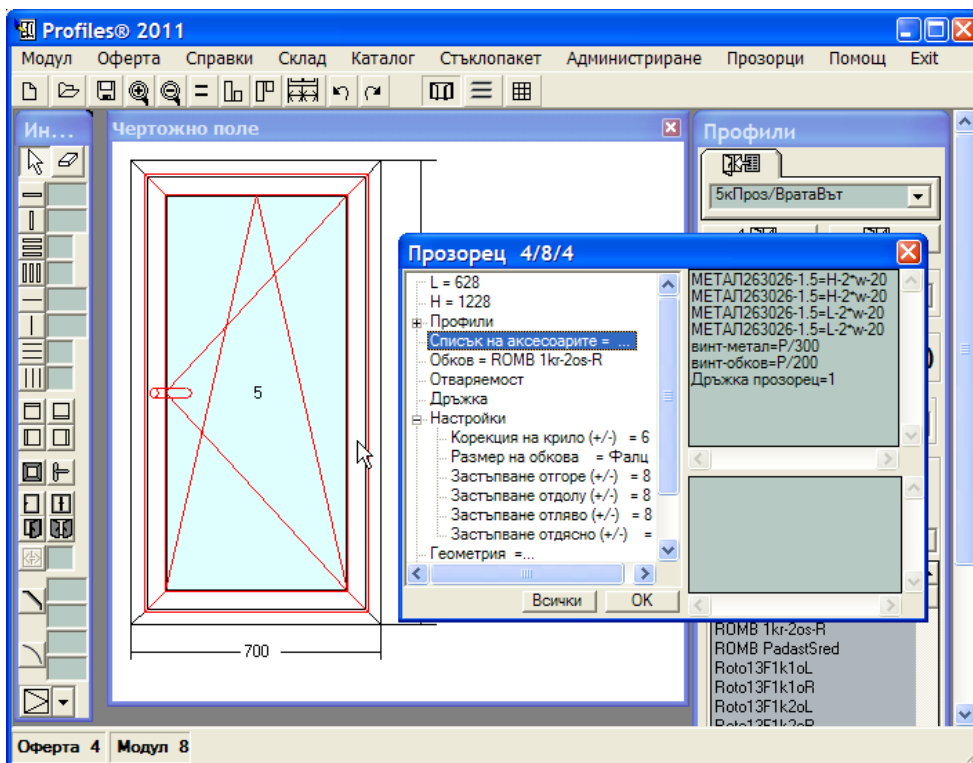 Profiles® 2011
Модул Оферта Справки Склад Каталог Стъклопакет Администриране Прозорци Помощ Exit
Ин...
Чертожно поле
Профили
5кПроз/ВратаВът
Прозорец 4/8/4
L = 628
H = 1228
Профили
Списък на аксесоарите = ...
Обков = ROMB 1kr-2os-R
Отваряемост
Дръжка
Настройки
Корекция на крило (+/-) = 6
Размер на обкова = Фалц
Застъпване отгоре (+/-) = 8
Застъпване отдолу (+/-) = 8
Застъпване отляво (+/-) = 8
Застъпване отдясно (+/-) =
Геометрия =...
МЕТАЛ263026-1.5=H-2*w-20
МЕТАЛ263026-1.5=H-2*w-20
МЕТАЛ263026-1.5=L-2*w-20
МЕТАЛ263026-1.5=L-2*w-20
винт-метал=P/300
винт-обков=P/200
Дръжка прозорец=1
Всички OK
5
700
ROMB 1kr-2os-R
ROMB PadastSred
Roto13F1k1oL
Roto13F1k1oR
Roto13F1k2oL
Roto13F1k2oR
Оферта 4 Модул 8